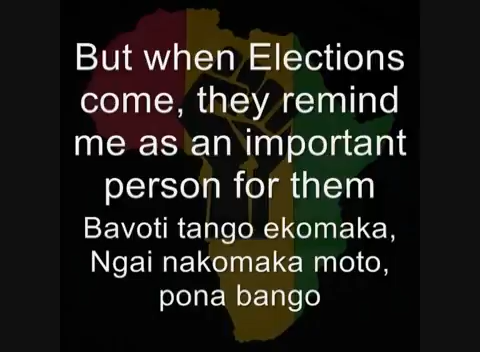 But when Elections
come, they remind
me as an important
person for them
Bavoti tango ekomaka,
Ngai nakomaka moto,
pona bango